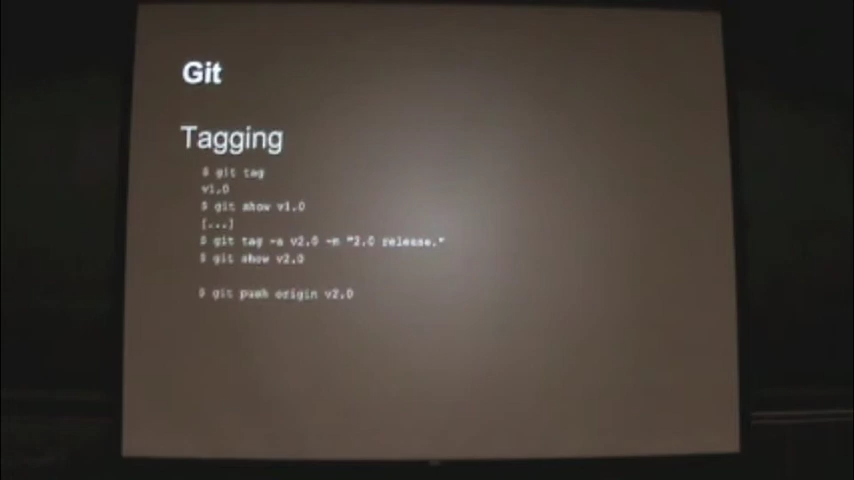 Git
Tagging
$ git tag
v1.0
$ git show v1.0
[...]
$ git tag -a v2.0 -m "2.0 release."
$ git show v2.0
$ git push origin v2.0